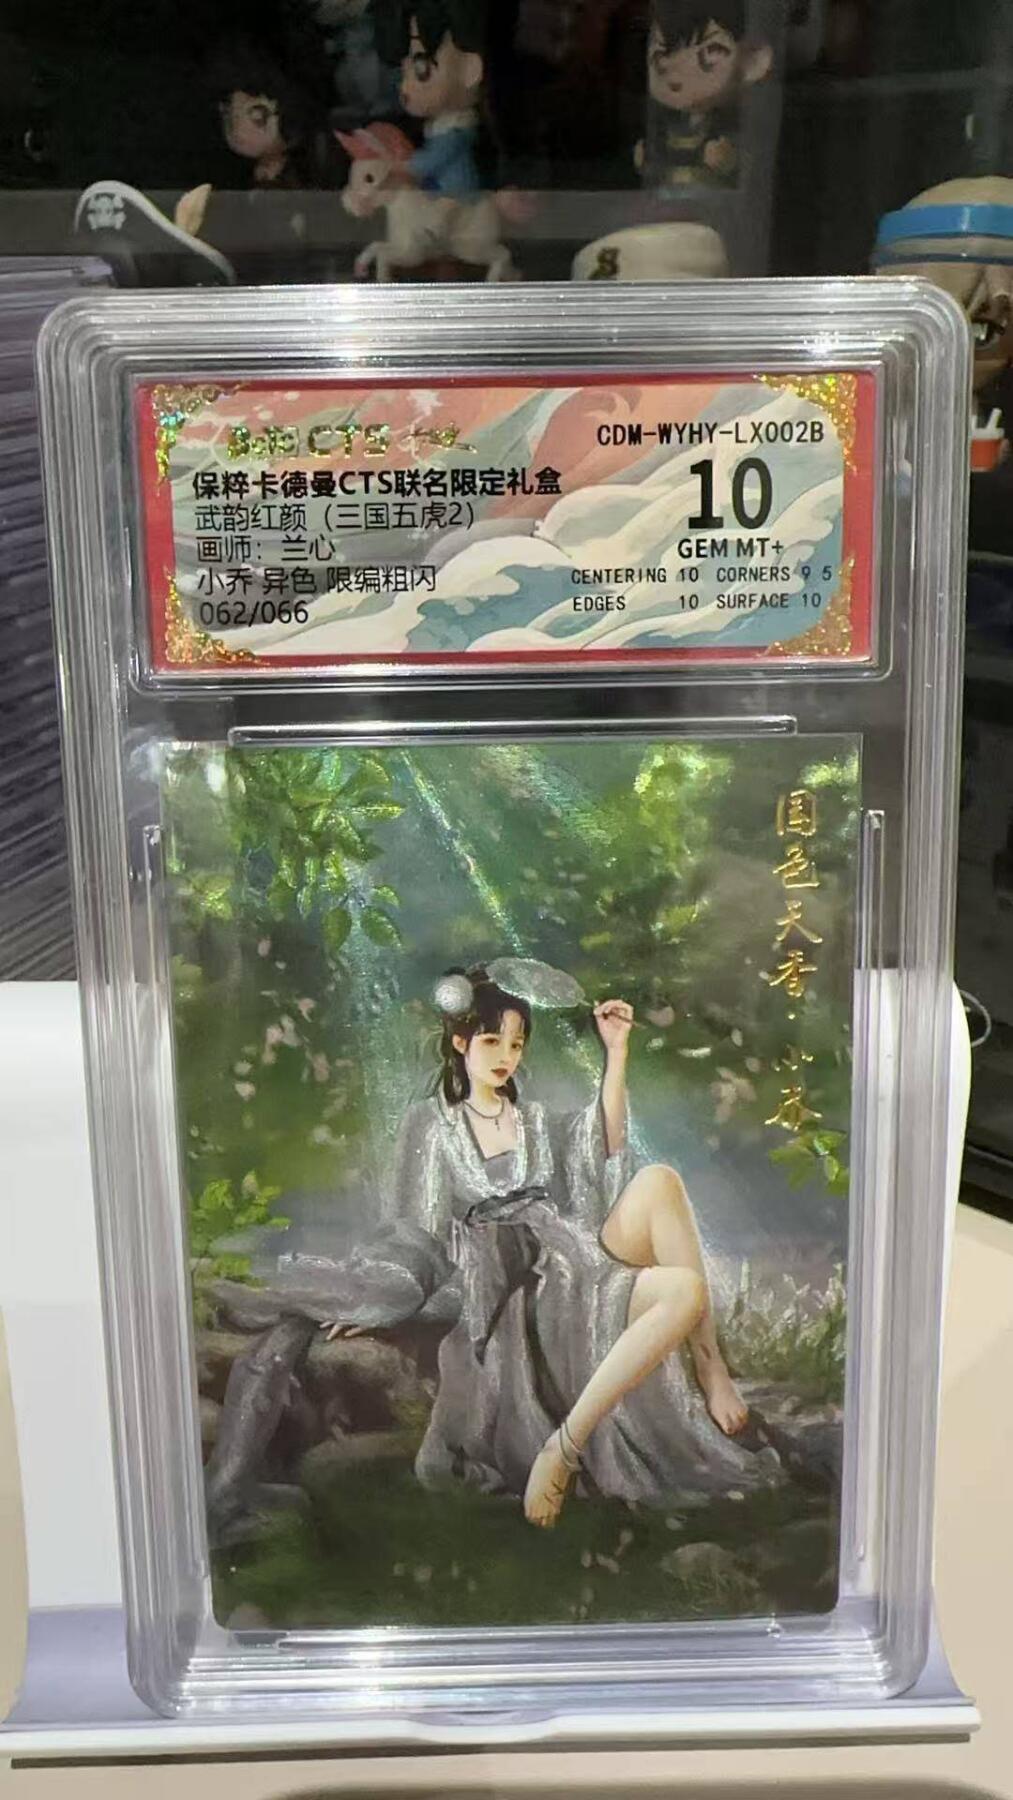 CTS
CDM-WYHY-LX002B
保粹卡德曼CTS联名限定礼盒
武韵红颜（三国五虎2）
画师：兰心
小乔 异色 限编粗闪
062/066
10
GEM MT+
CENTERING 10 CORNERS 9 5
EDGES 10 SURFACE 10
国色天香·小乔